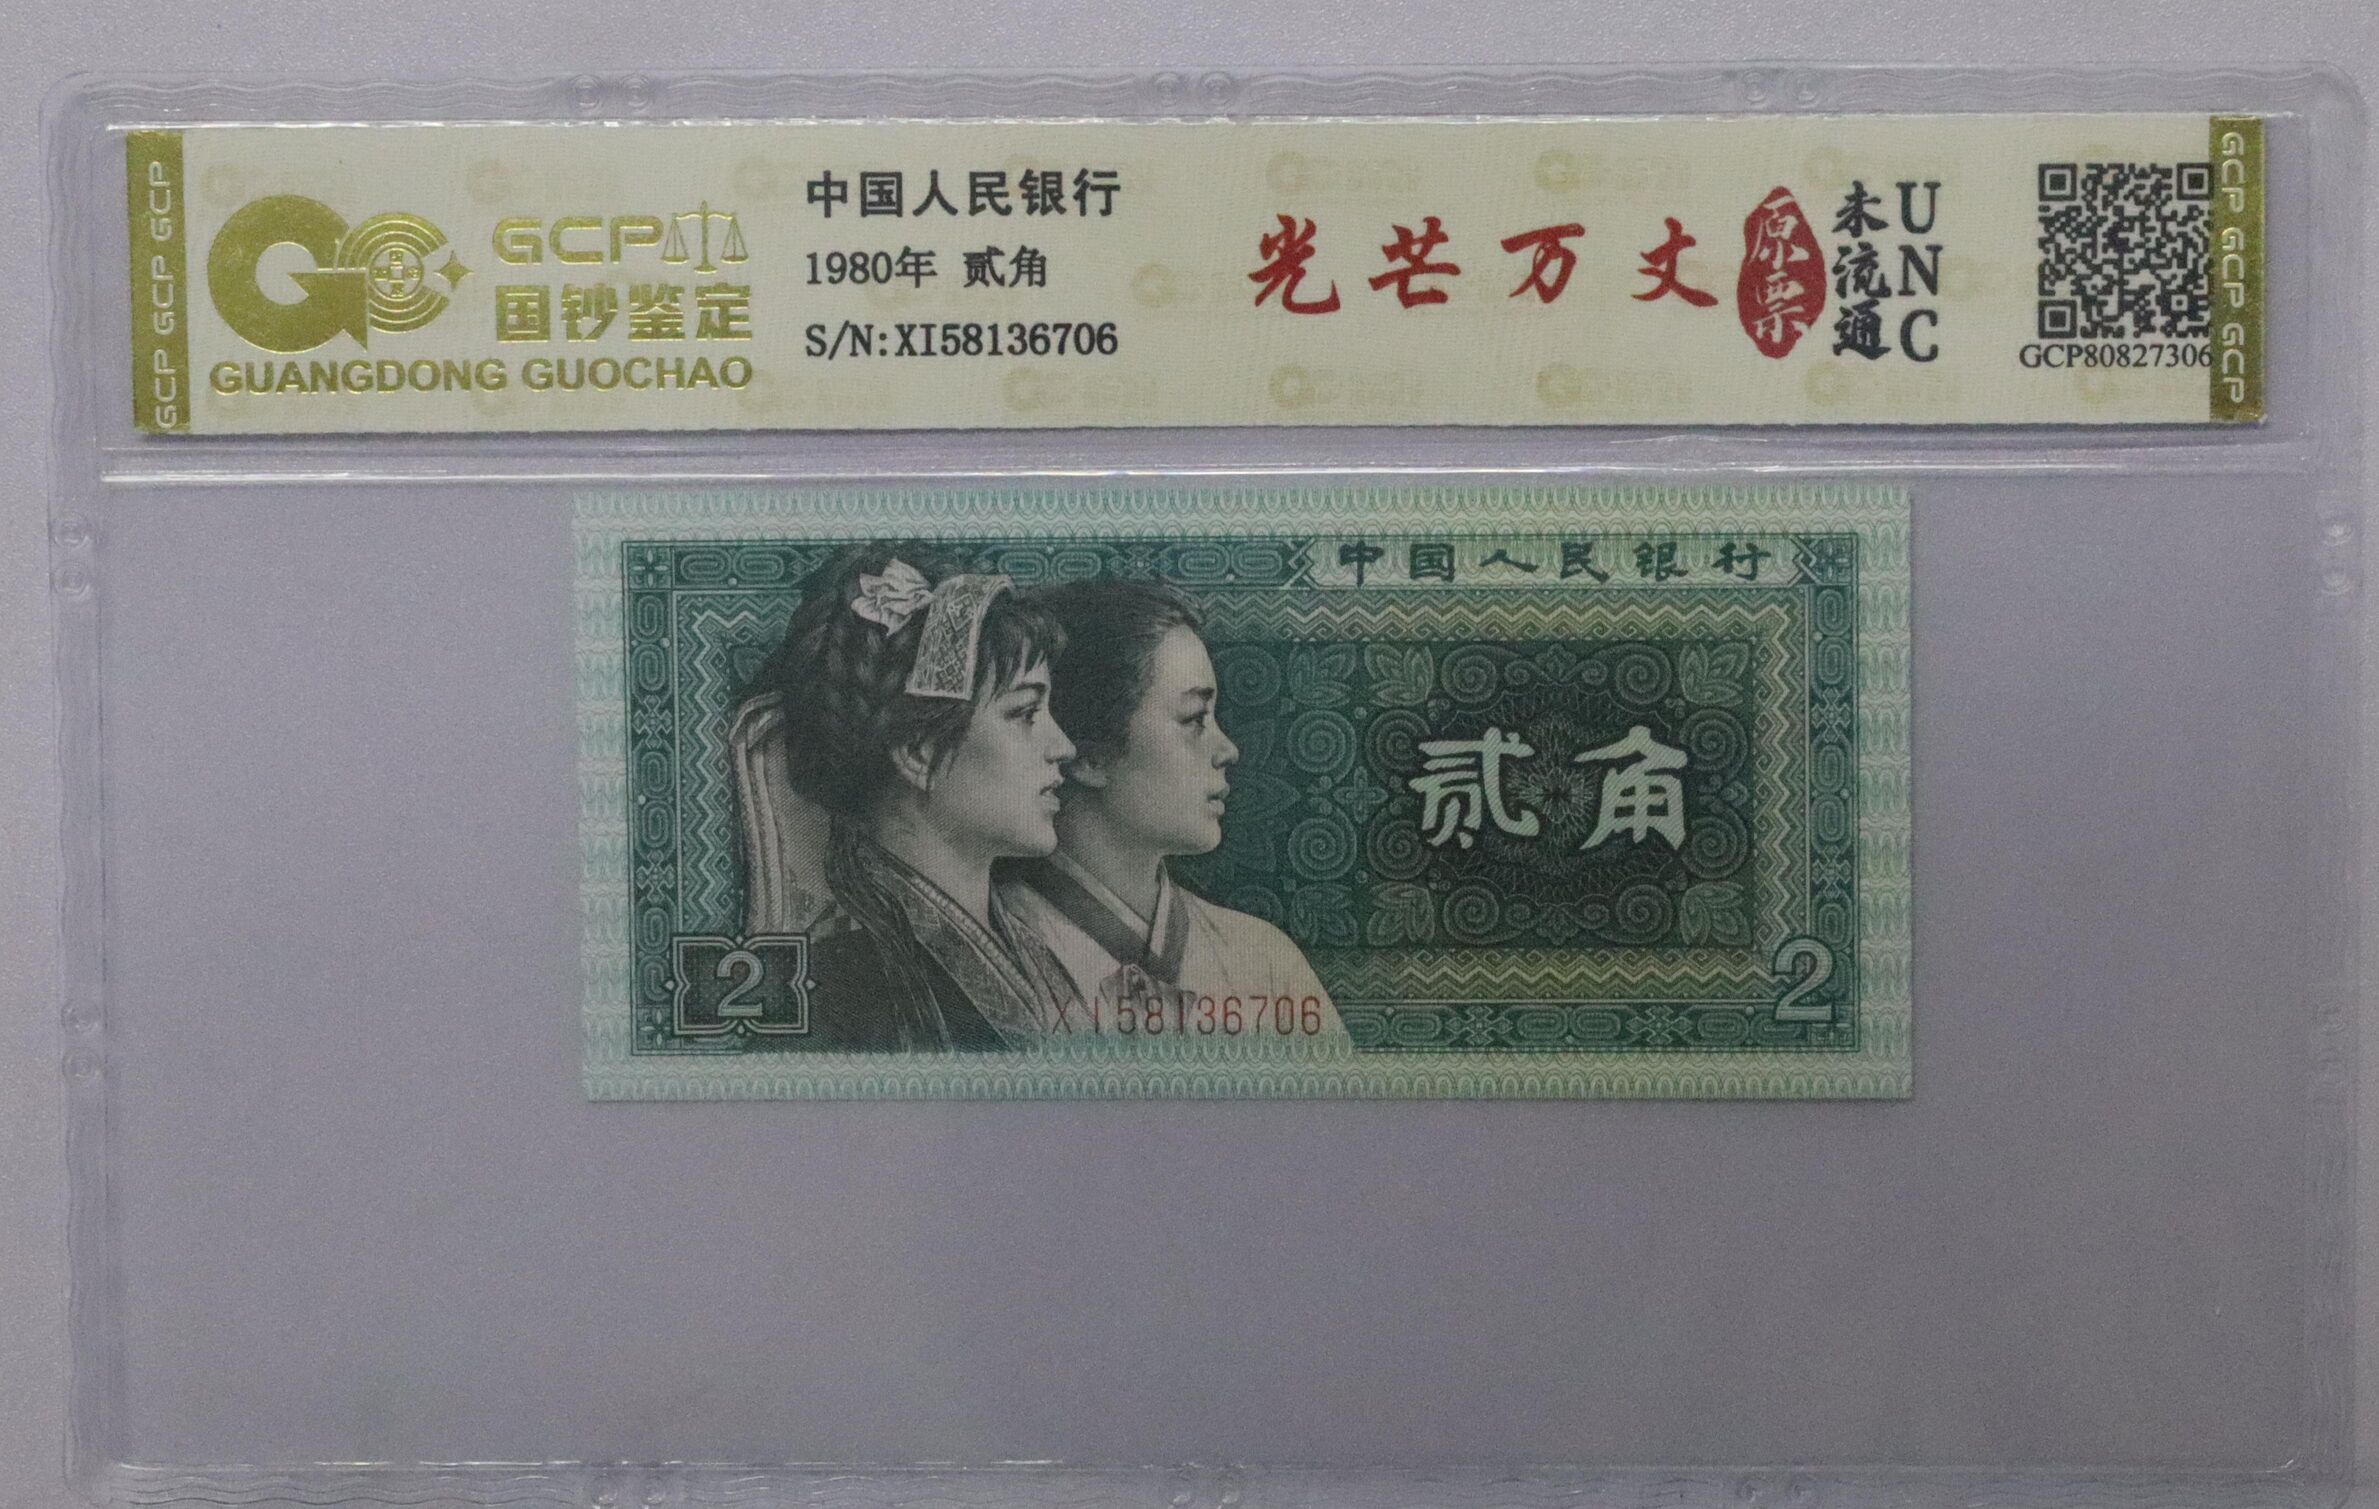 GCP GCP GCP
GCP
国钞鉴定
GUANGDONG GUOCHAO
中国人民银行
1980年 贰角
S/N:XI58136706
光芒万丈
原票
未流通
UNC
GCP80827306
GCP GCP GCP
中国人民银行
贰角
2
XI58136706
2